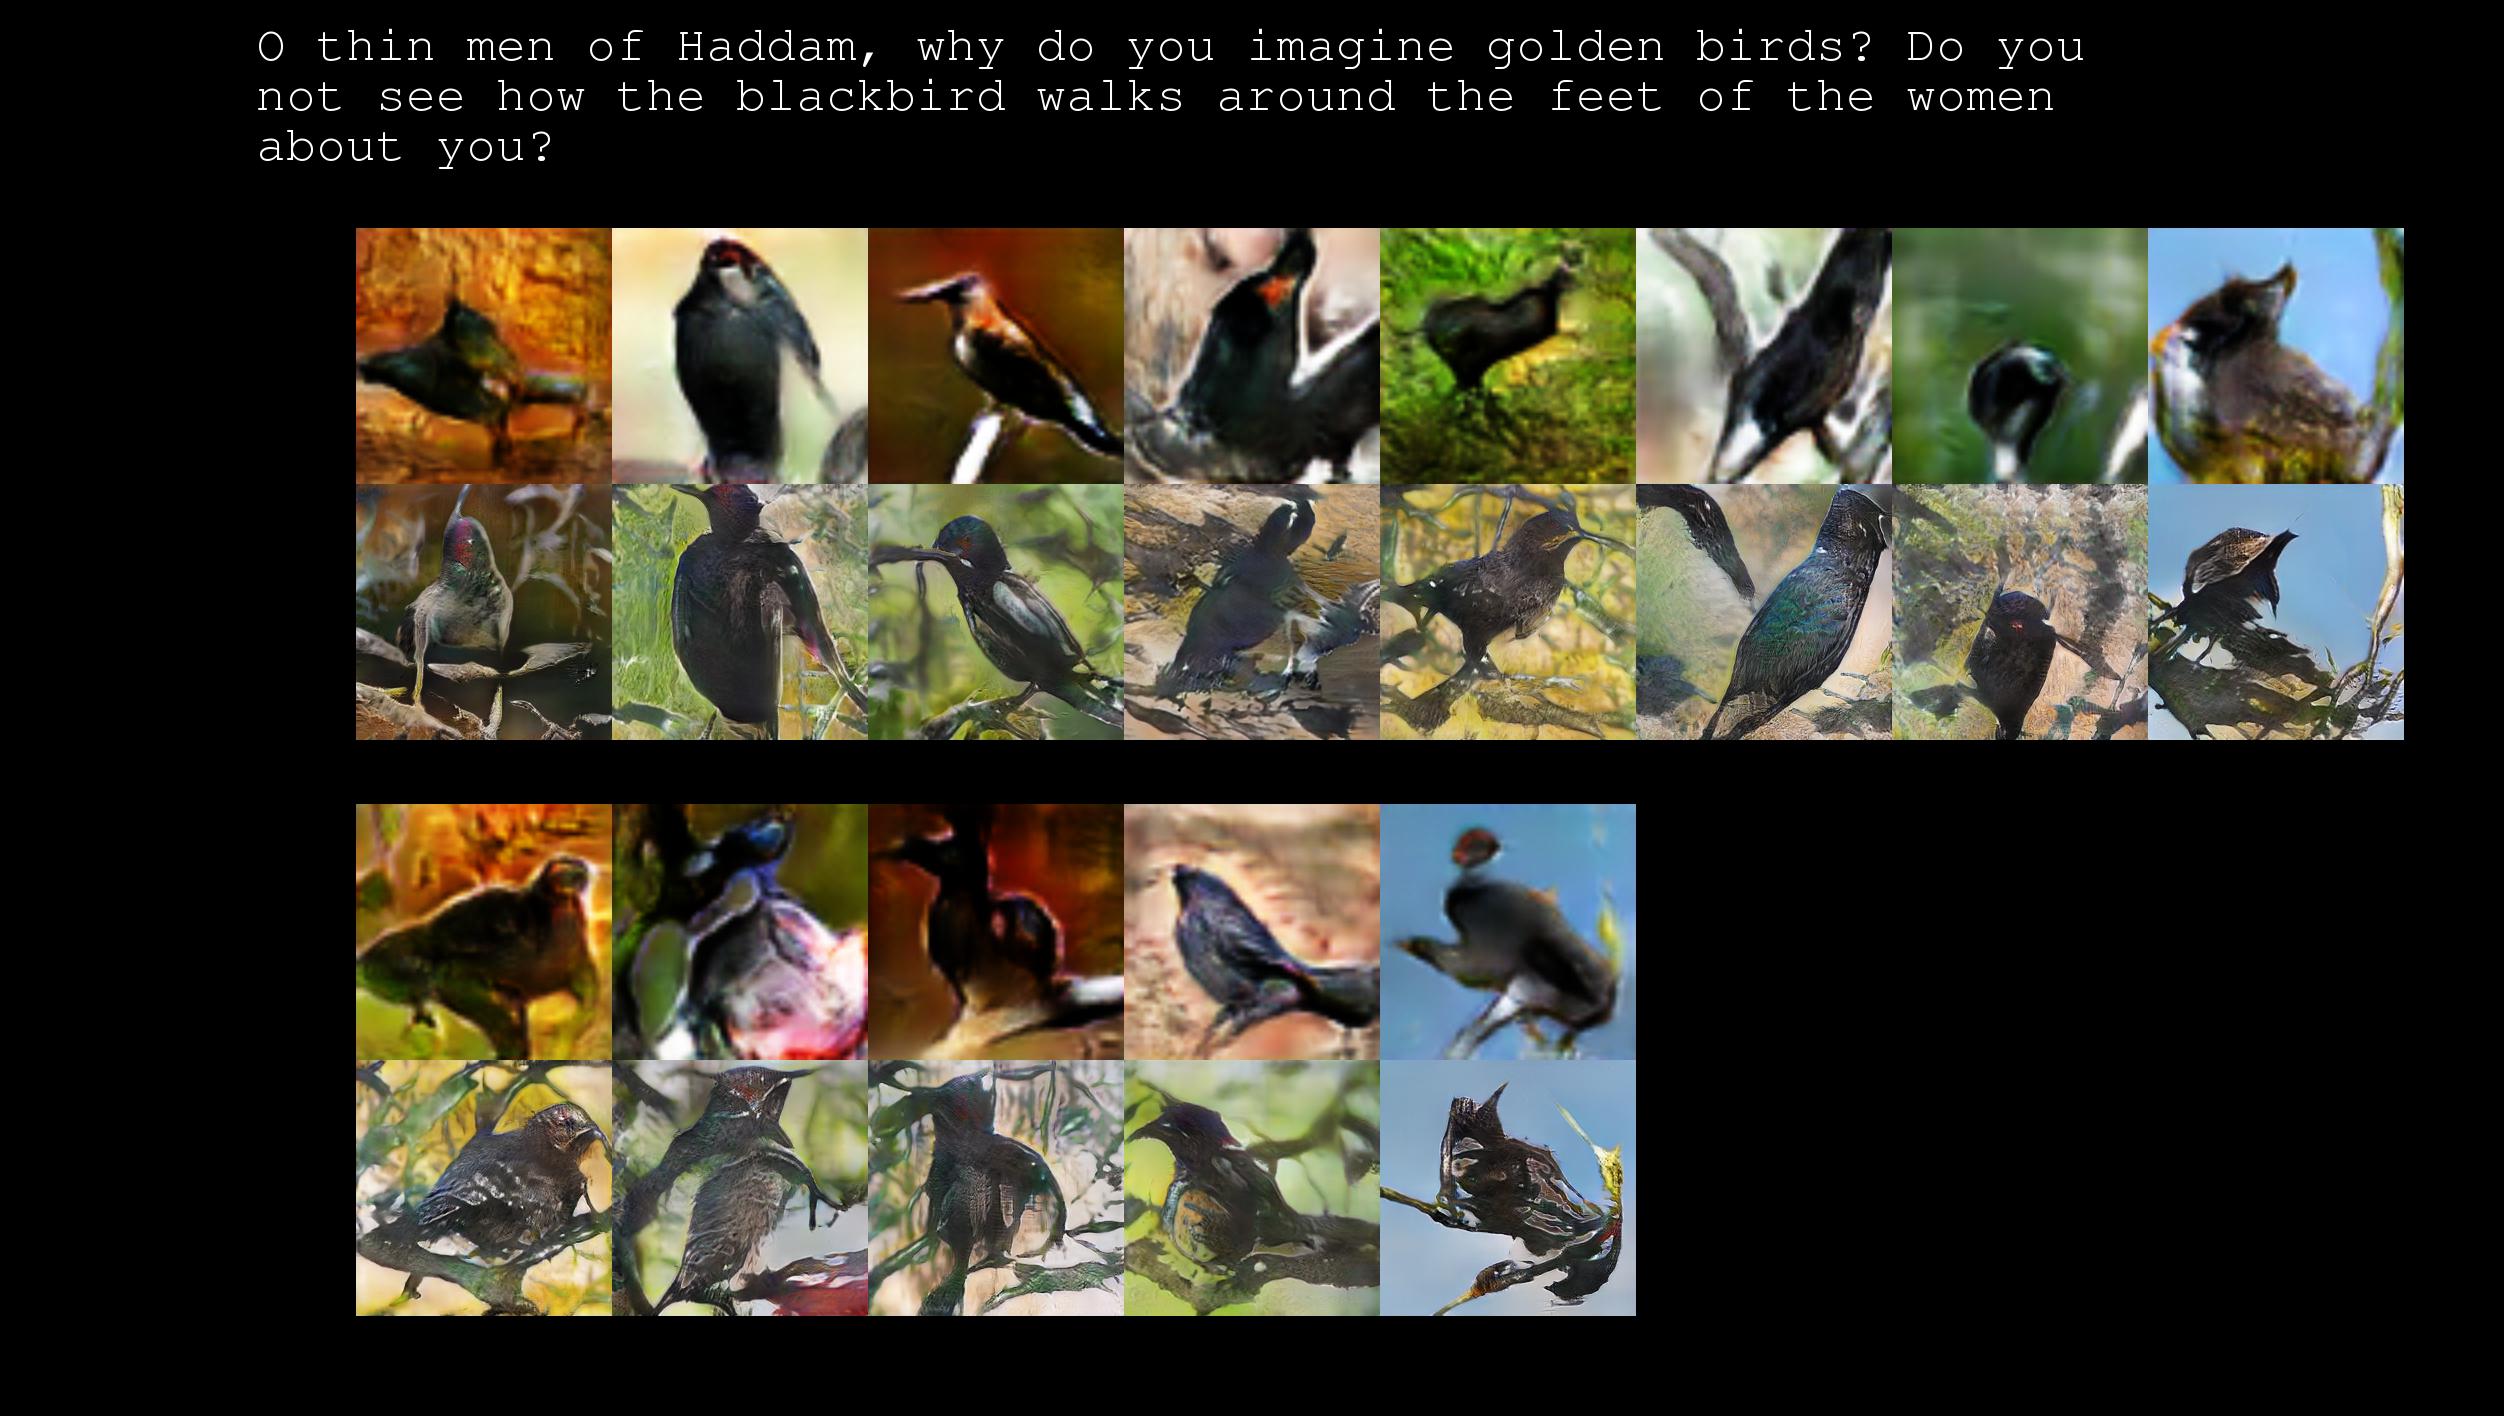 O thin men of Haddam, why do you imagine golden birds? Do you
not see how the blackbird walks around the feet of the women
about you?